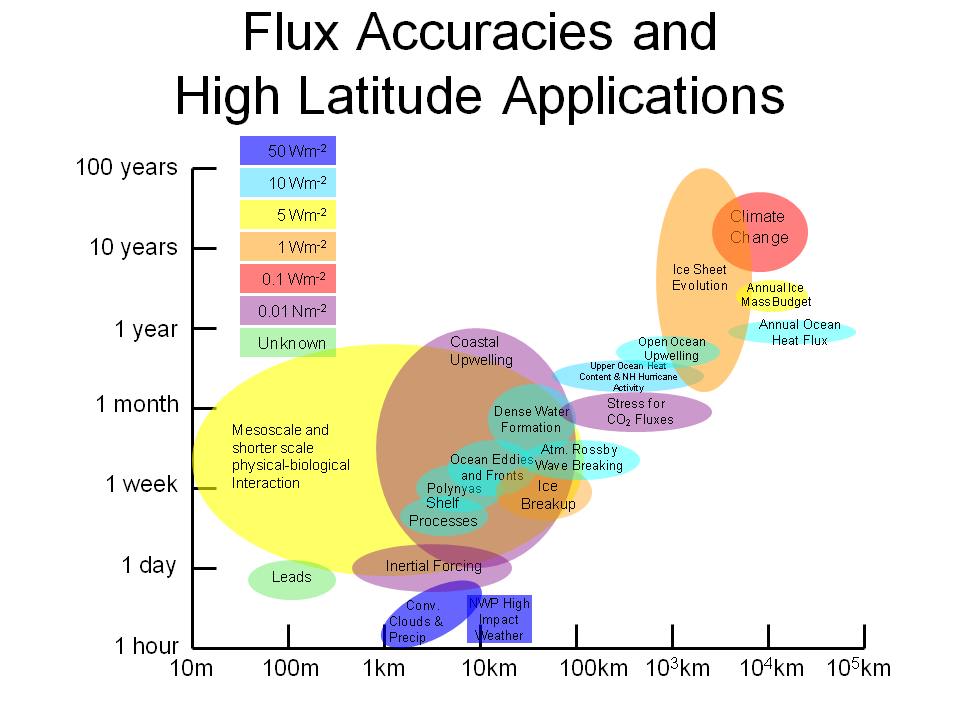 Flux Accuracies and
High Latitude Applications
50 Wm-2
10 Wm-2
5 Wm-2
1 Wm-2
0.1 Wm-2
0.01 Nm-2
Unknown
100 years
10 years
1 year
1 month
1 week
1 day
1 hour
Climate
Change
Ice Sheet
Evolution
Annual Ice
Mass Budget
Annual Ocean
Heat Flux
Open Ocean
Upwelling
Upper Ocean Heat
Content & NH Hurricane
Activity
Stress for
CO2 Fluxes
Coastal
Upwelling
Dense Water
Formation
Mesoscale and
shorter scale
physical-biological
Interaction
Atm. Rossby
Wave Breaking
Ocean Eddies
and Fronts
Polynyas
Shelf
Processes
Ice
Breakup
Inertial Forcing
Leads
Conv.
Clouds &
Precip
NWP High
Impact
Weather
10m
100m
1km
10km
100km
10³km
10⁴km
10⁵km